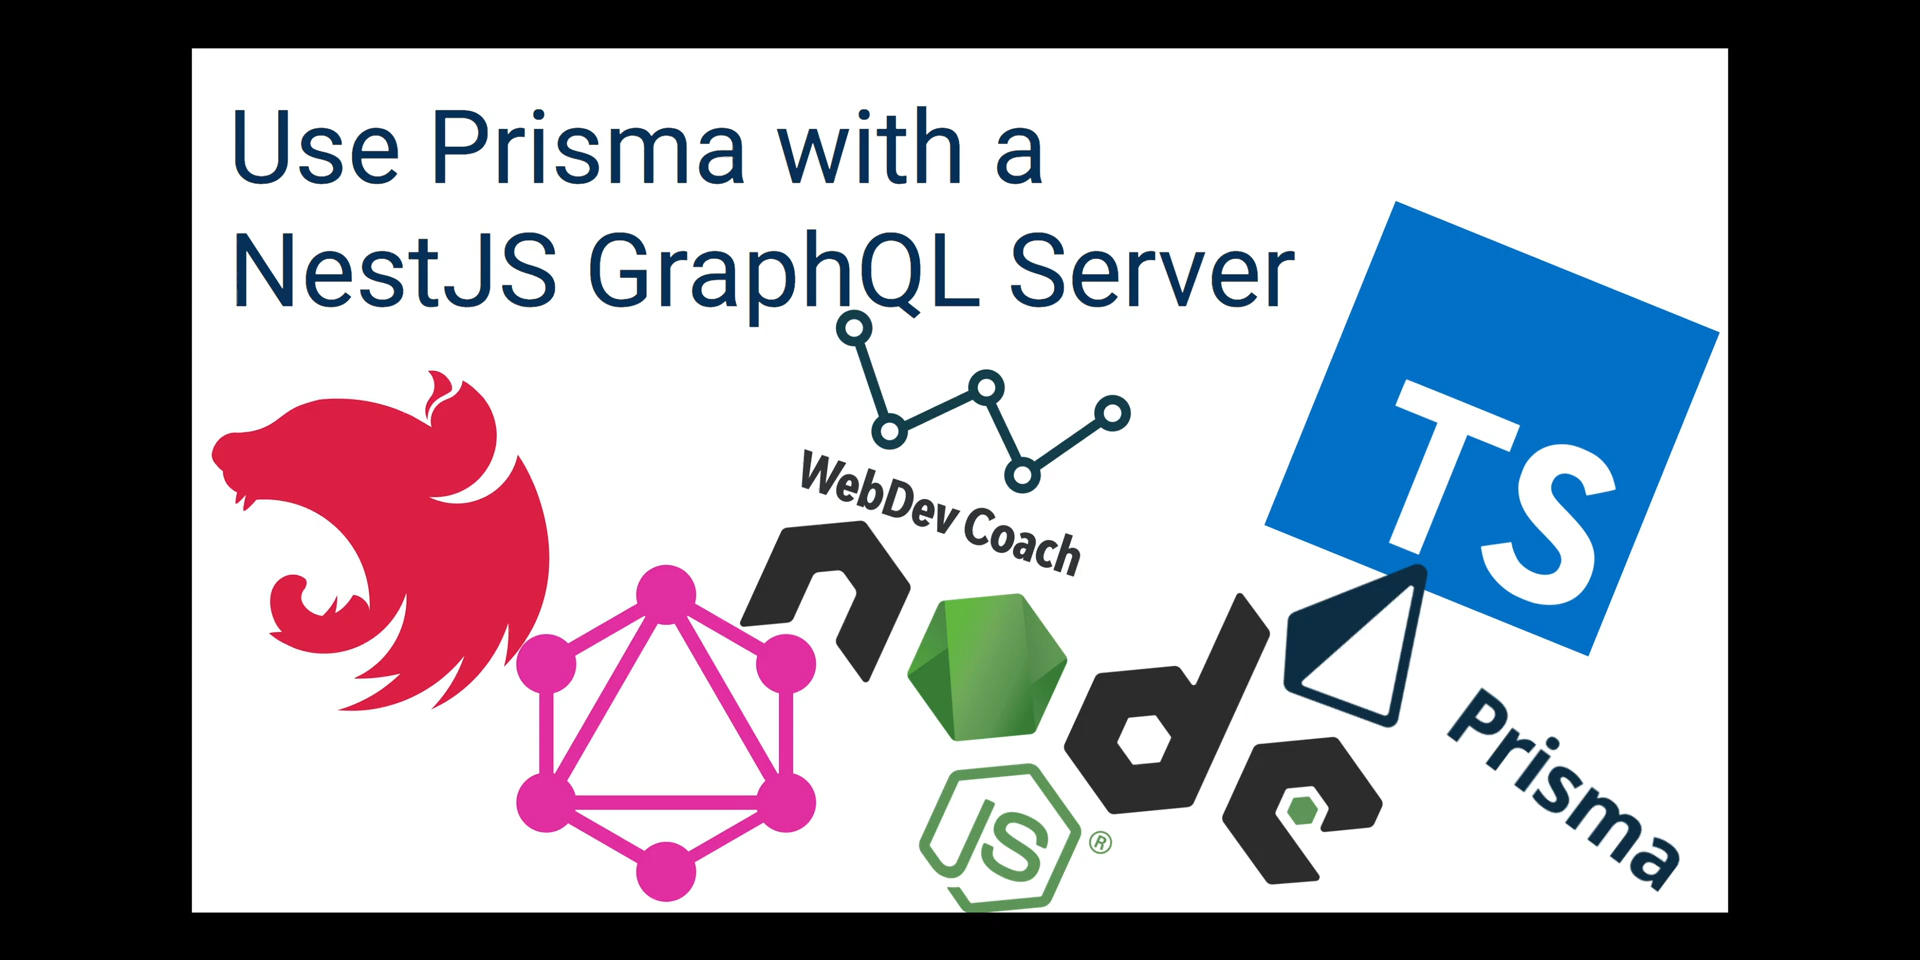 Use Prisma with a
NestJS GraphQL Server
WebDev Coach
TS
node
JS®
Prisma